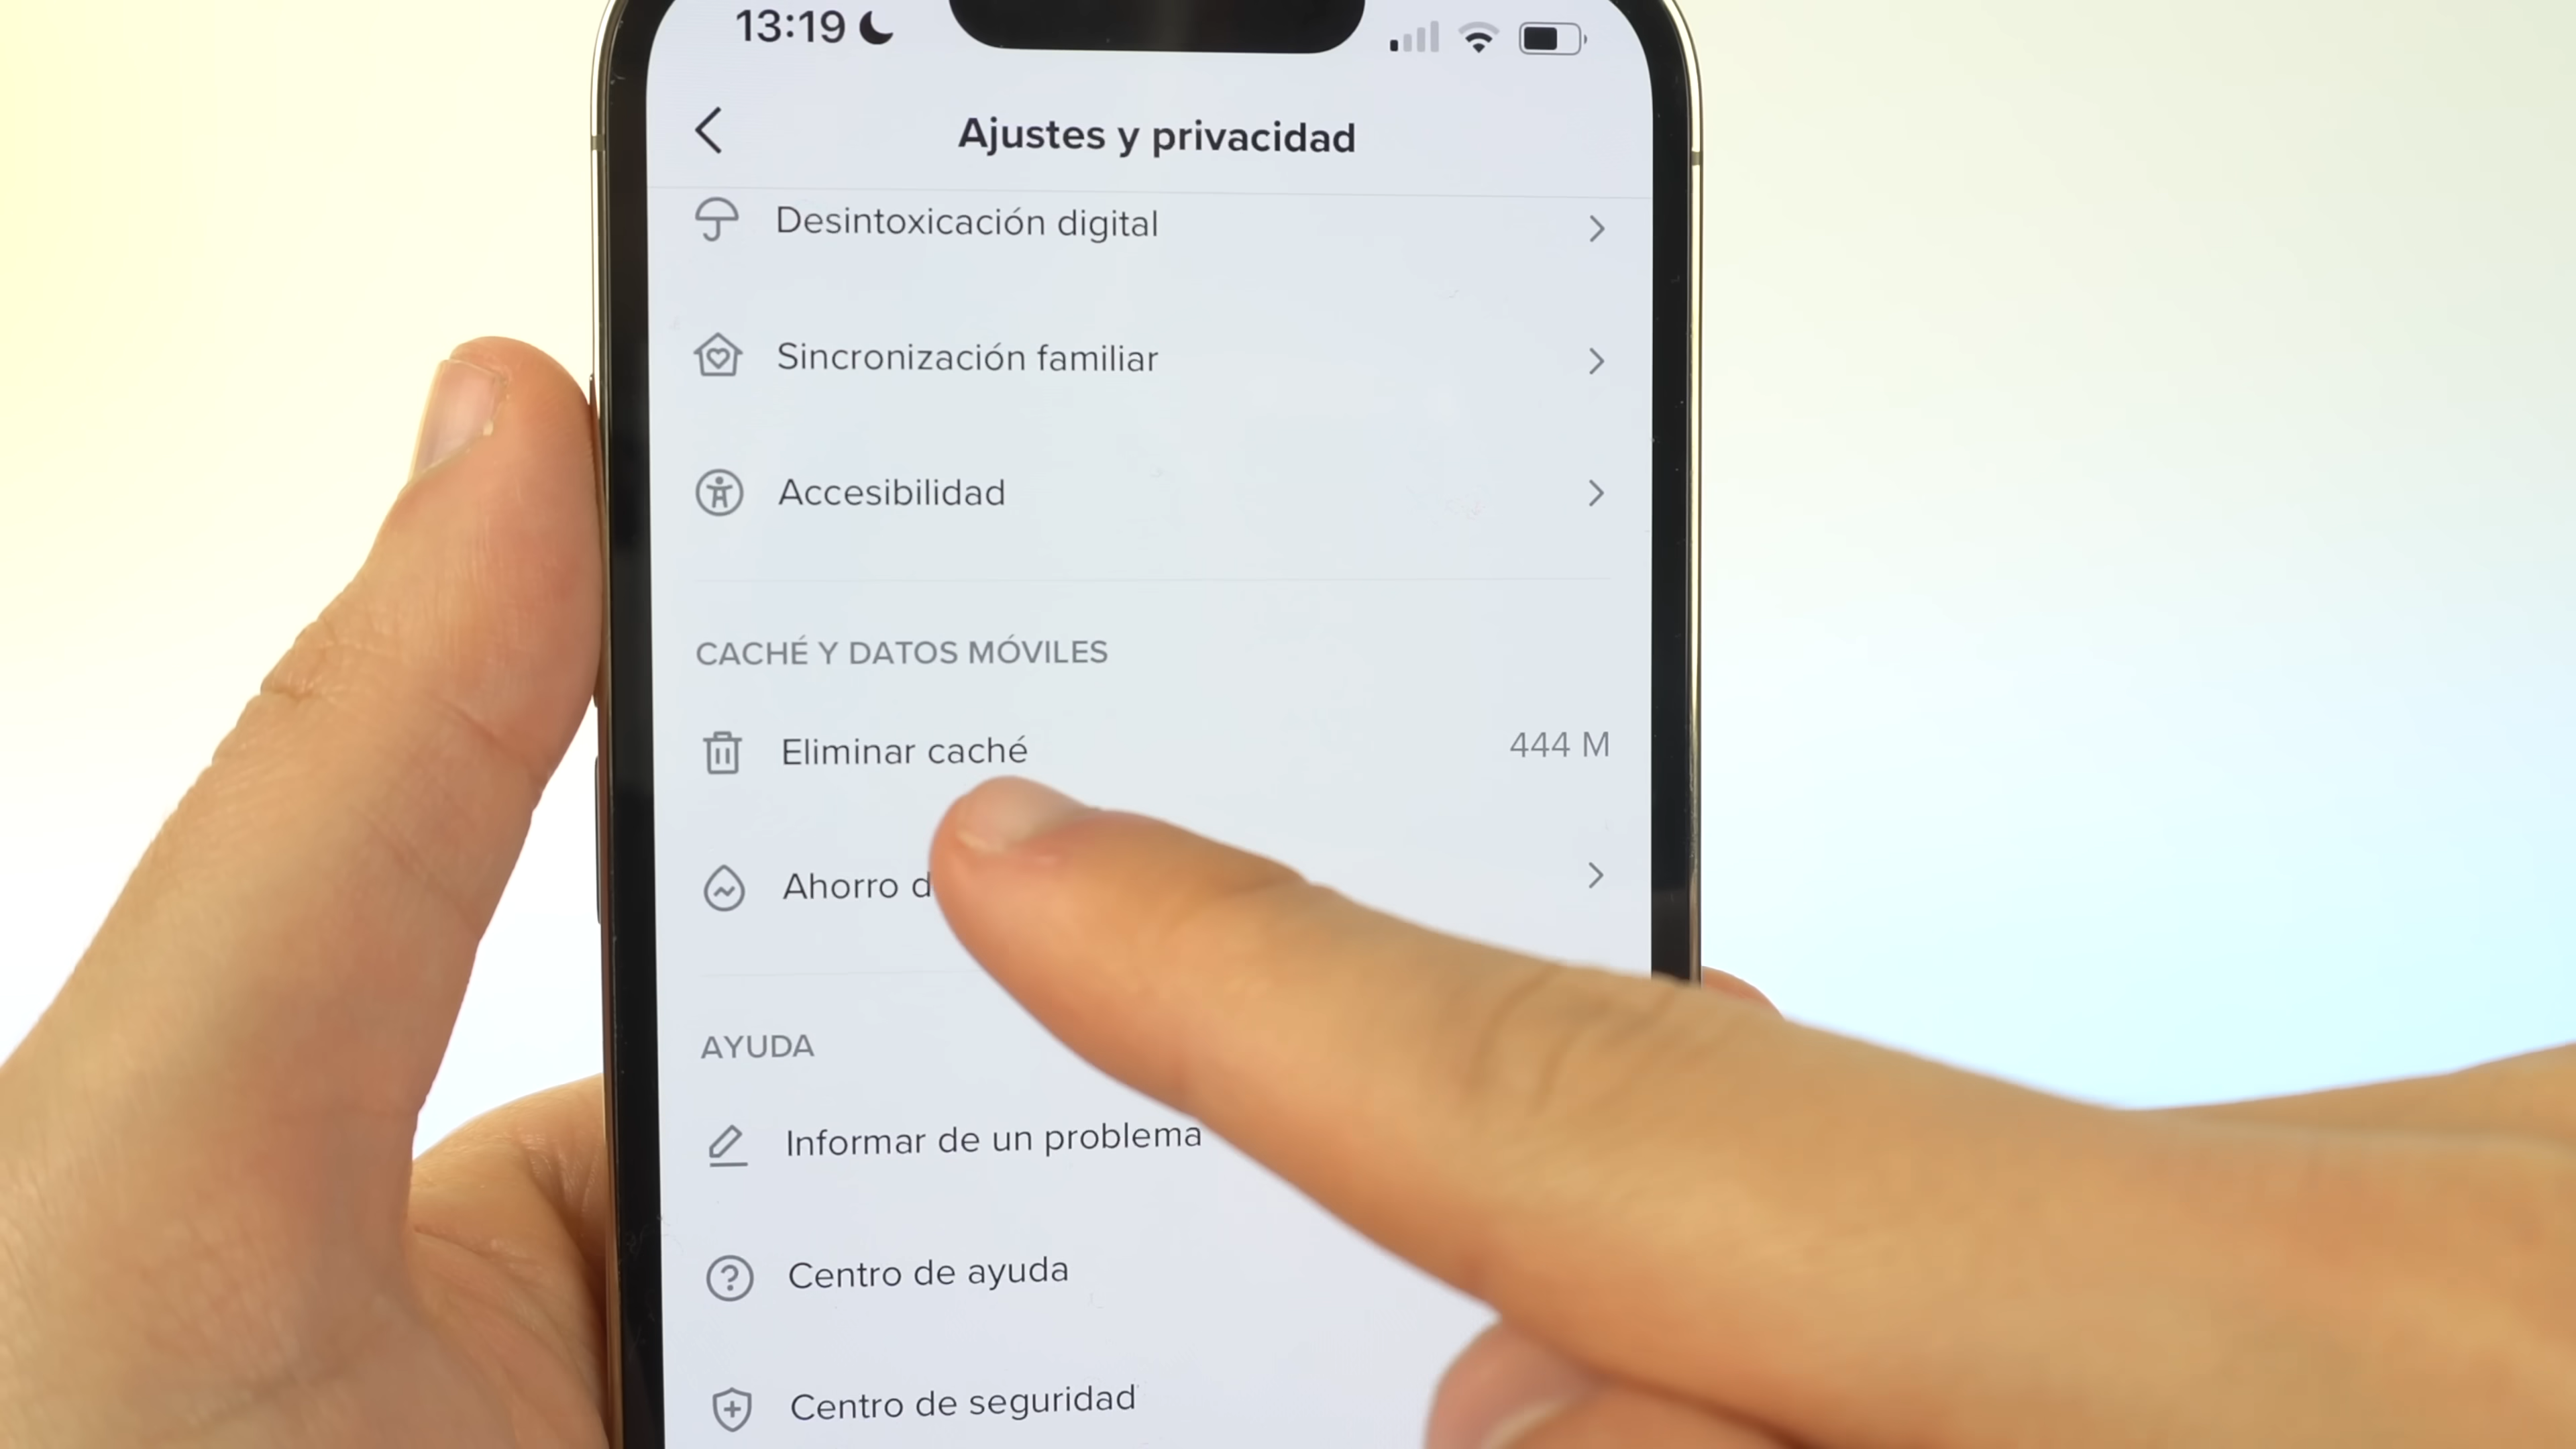 13:19
Ajustes y privacidad
Desintoxicación digital
Sincronización familiar
Accesibilidad
CACHÉ Y DATOS MÓVILES
Eliminar caché 444 M
Ahorro
AYUDA
Informar de un problema
Centro de ayuda
Centro de seguridad